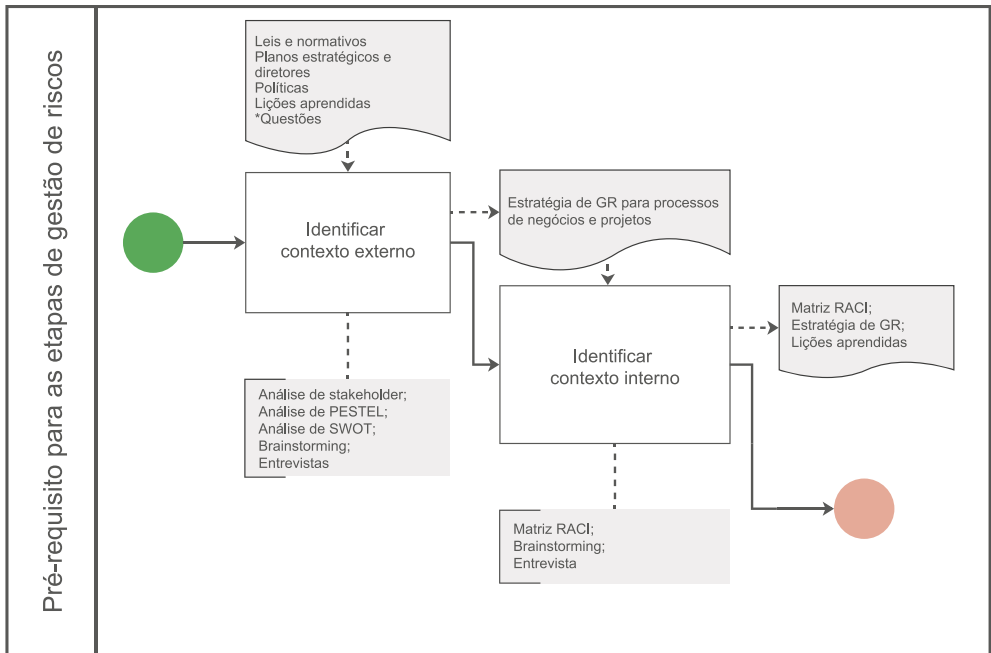 Pré-requisito para as etapas de gestão de riscos
Leis e normativos
Planos estratégicos e
diretores
Políticas
Lições aprendidas
*Questões
Identificar
contexto externo
Estratégia de GR para processos
de negócios e projetos
Análise de stakeholder;
Análise de PESTEL;
Análise de SWOT;
Brainstorming;
Entrevistas
Identificar
contexto interno
Matriz RACI;
Estratégia de GR;
Lições aprendidas
Matriz RACI;
Brainstorming;
Entrevista